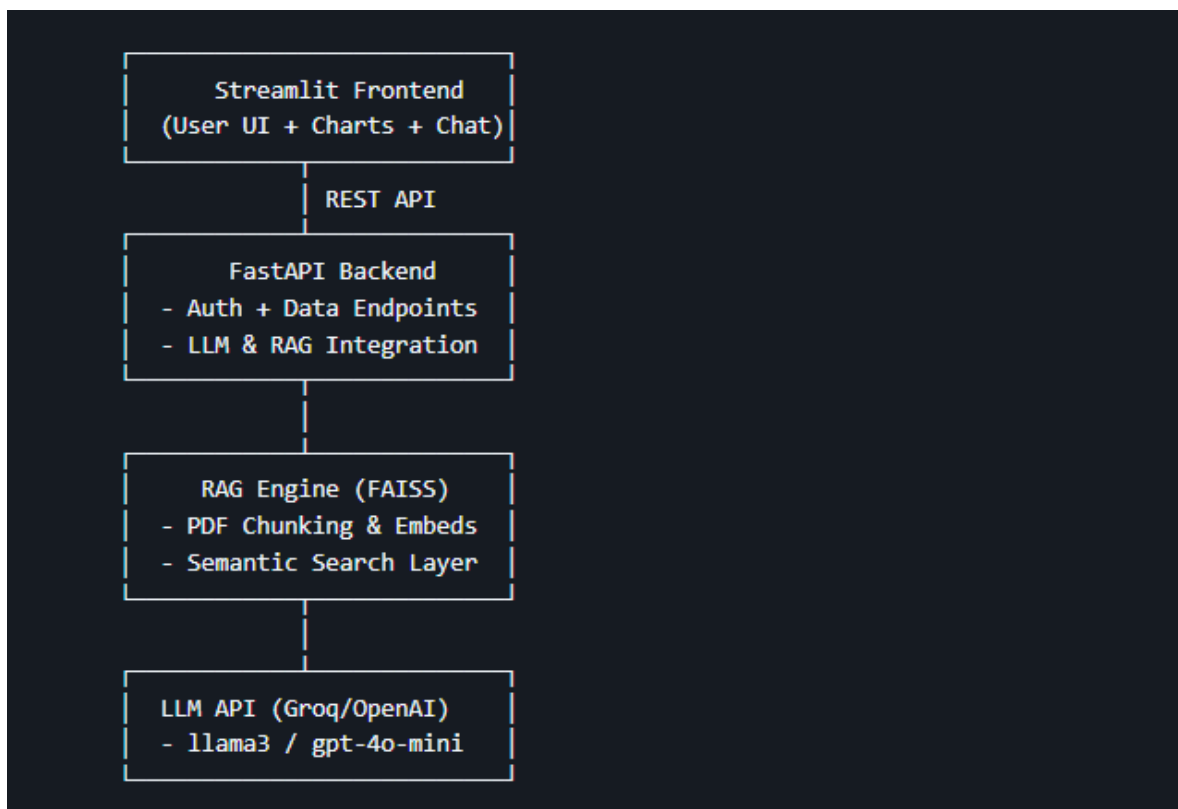 Streamlit Frontend
(User UI + Charts + Chat)
REST API
FastAPI Backend
- Auth + Data Endpoints
- LLM & RAG Integration
RAG Engine (FAISS)
- PDF Chunking & Embeds
- Semantic Search Layer
LLM API (Groq/OpenAI)
- llama3 / gpt-4o-mini